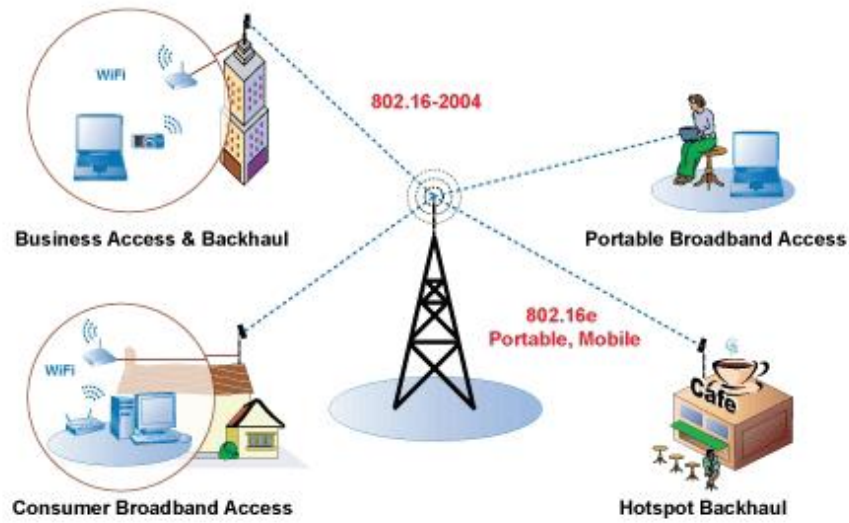 WiFi
802.16-2004
Business Access & Backhaul
Portable Broadband Access
802.16e
Portable, Mobile
WiFi
Cafe
Consumer Broadband Access
Hotspot Backhaul